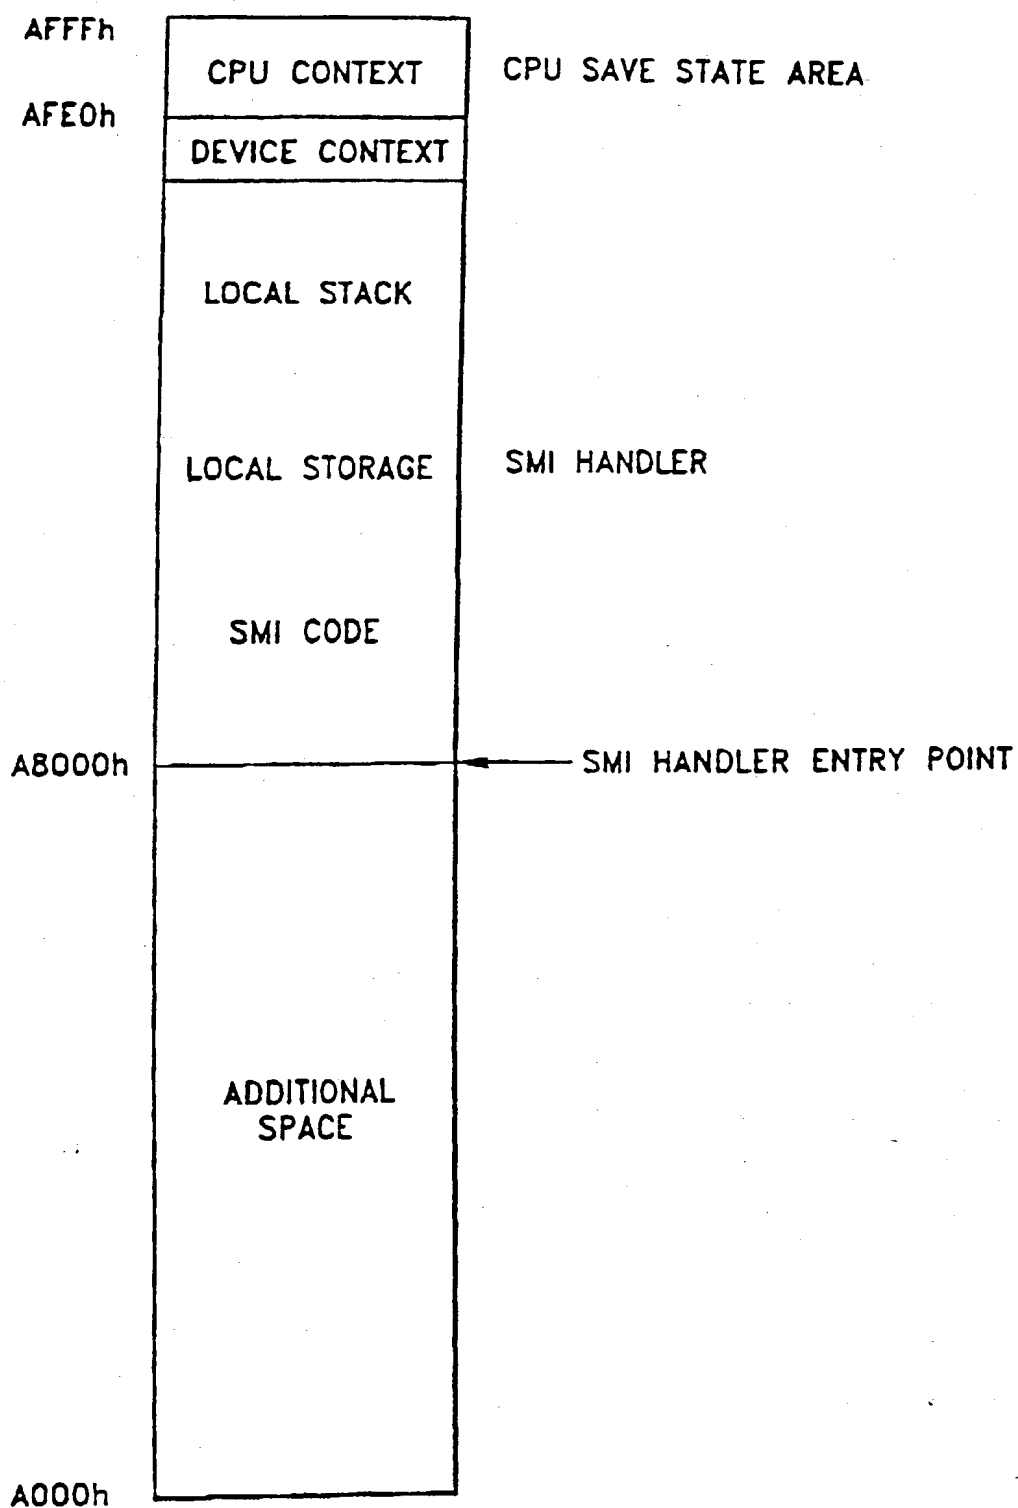 AFFFh
CPU CONTEXT
CPU SAVE STATE AREA
AFE0h
DEVICE CONTEXT
LOCAL STACK
LOCAL STORAGE
SMI HANDLER
SMI CODE
A8000h
SMI HANDLER ENTRY POINT
ADDITIONAL
SPACE
A000h